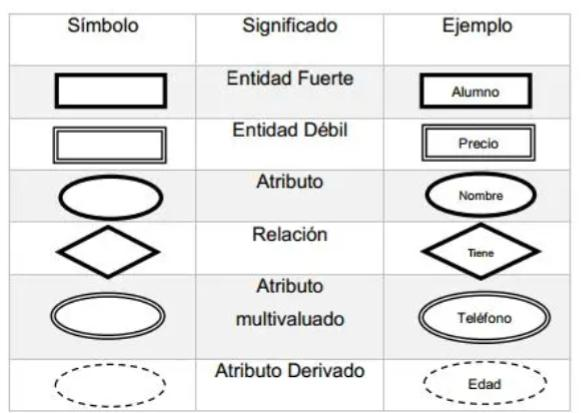 Símbolo Significado Ejemplo
Entidad Fuerte Alumno
Entidad Débil Precio
Atributo Nombre
Relación Tiene
Atributo
multivaluado Teléfono
Atributo Derivado Edad